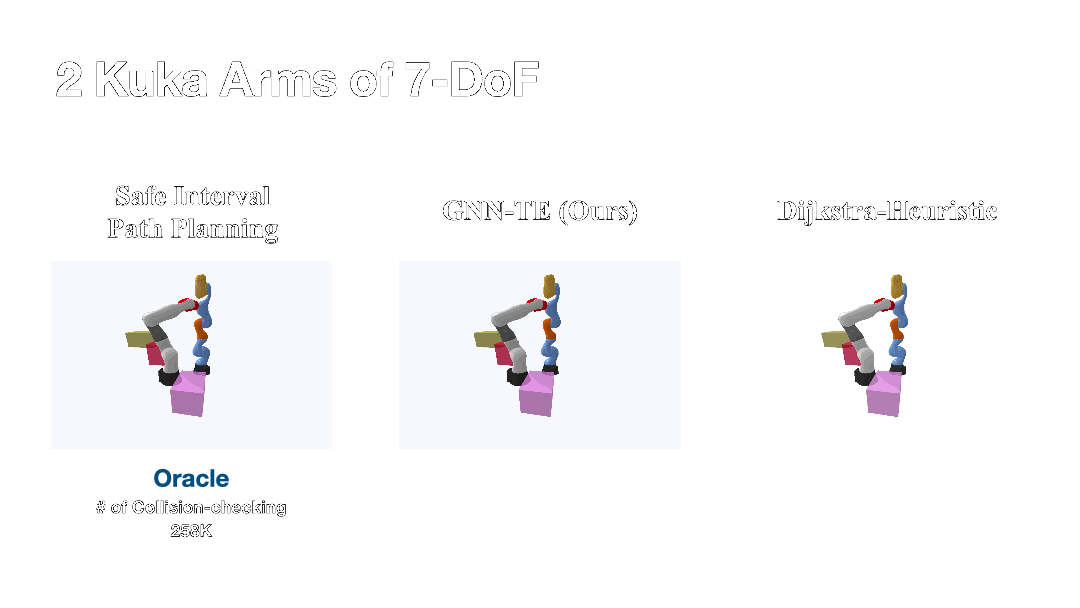 2 Kuka Arms of 7-DoF
Safe Interval
Path Planning
GNN-TE (Ours)
Dijkstra-Heuristic
Oracle
# of Collision-checking
258K